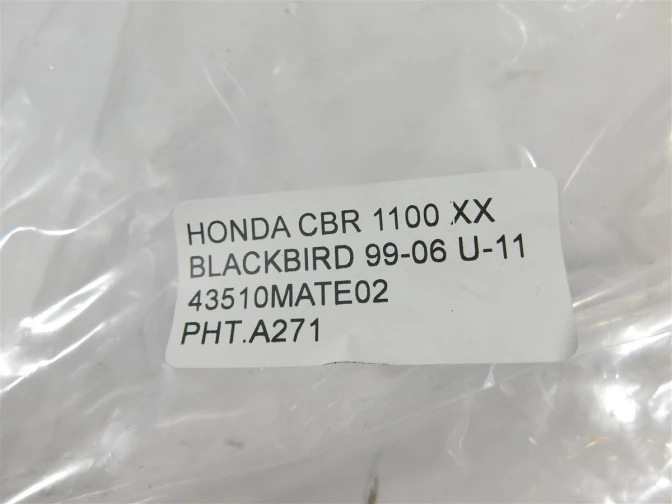 HONDA CBR 1100 XX
BLACKBIRD 99-06 U-11
43510MATE02
PHT.A271